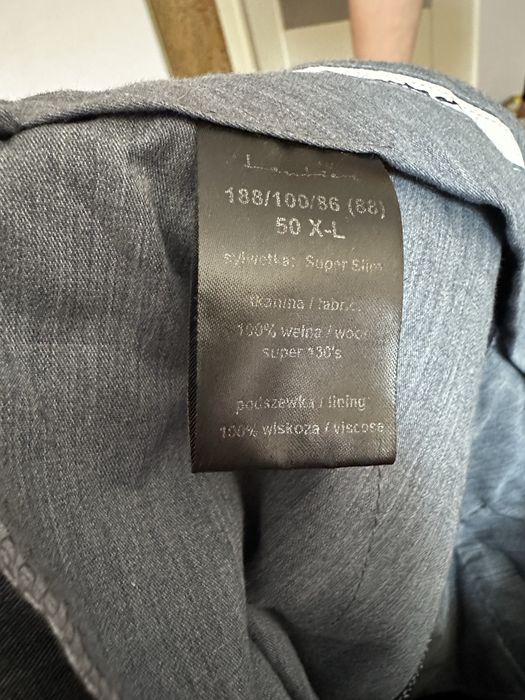 188/100/86 (88)
50 X-L
sylwetka: Super Slim
tkanina / fabric
100% wełna / wool
super 130's
podszewka / lining
100% wiskoza / viscose